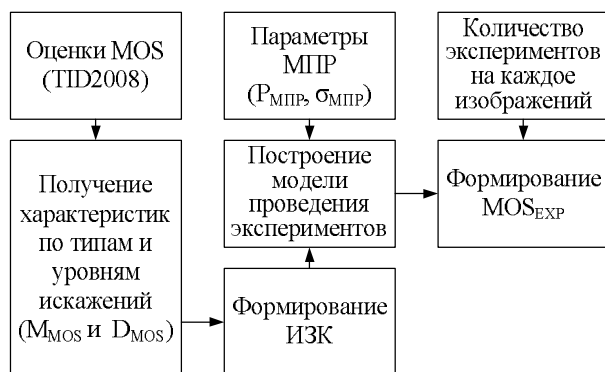 Оценки MOS
(TID2008)
Параметры
МПР
(PМПР, σМПР)
Количество
экспериментов
на каждое
изображений
Получение
характеристик
по типам и
уровням
искажений
(MMOS и DMOS)
Построение
модели
проведения
экспериментов
Формирование
MOSEXP
Формирование
ИЗК